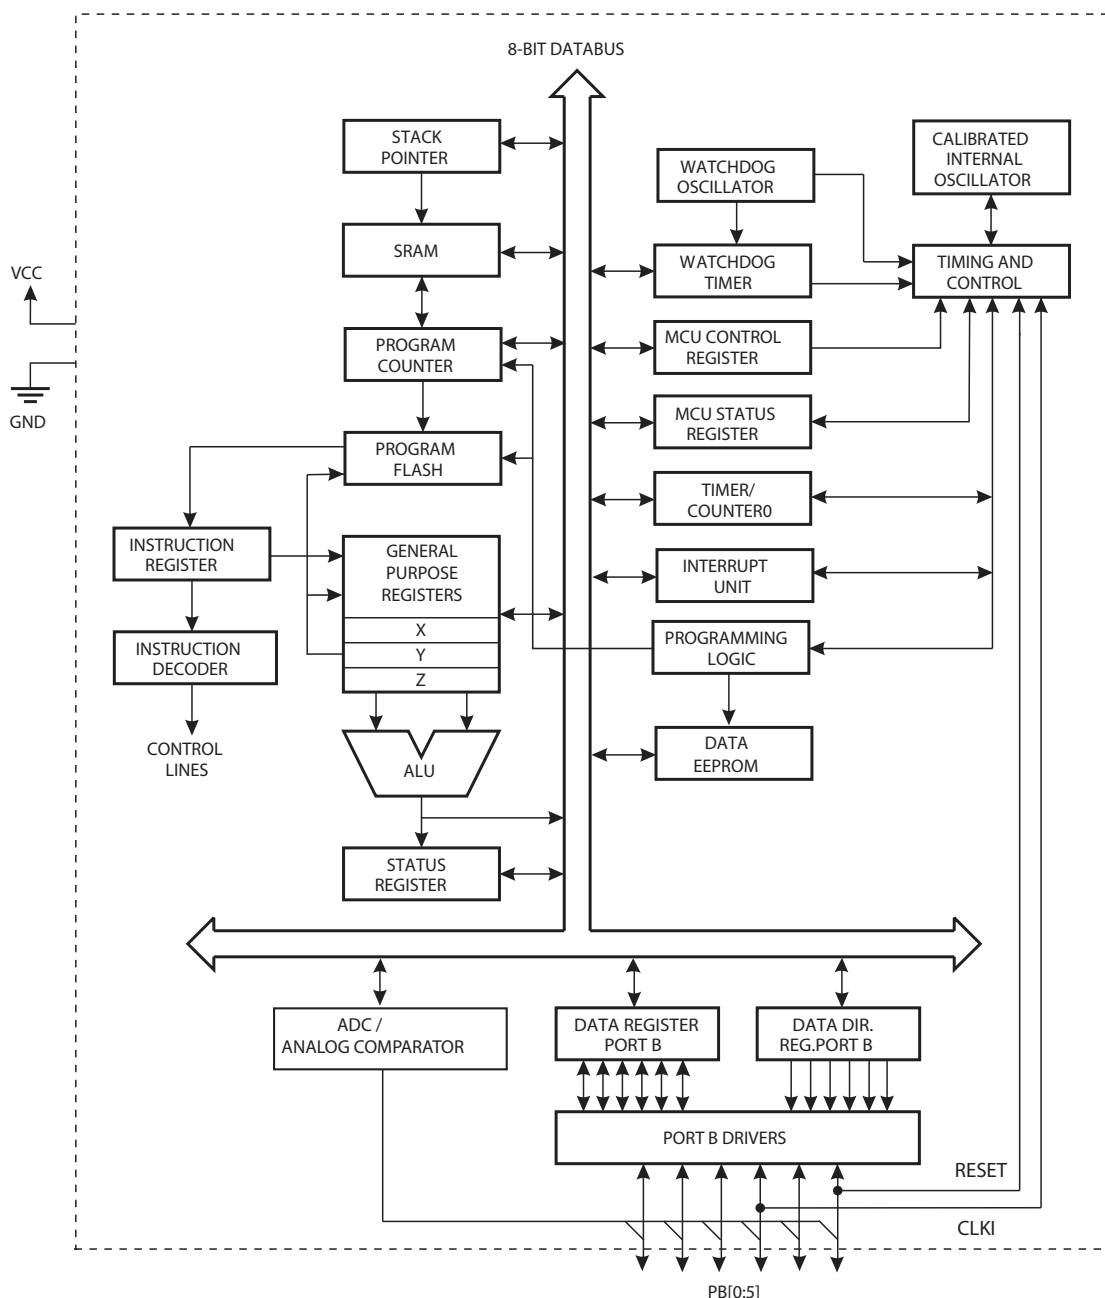 8-BIT DATABUS
STACK
POINTER
WATCHDOG
OSCILLATOR
CALIBRATED
INTERNAL
OSCILLATOR
SRAM
WATCHDOG
TIMER
TIMING AND
CONTROL
VCC
GND
PROGRAM
COUNTER
MCU CONTROL
REGISTER
PROGRAM
FLASH
MCU STATUS
REGISTER
TIMER/
COUNTER0
INSTRUCTION
REGISTER
GENERAL
PURPOSE
REGISTERS
X
Y
Z
INTERRUPT
UNIT
INSTRUCTION
DECODER
PROGRAMMING
LOGIC
CONTROL
LINES
ALU
DATA
EEPROM
STATUS
REGISTER
ADC /
ANALOG COMPARATOR
DATA REGISTER
PORT B
DATA DIR.
REG.PORT B
PORT B DRIVERS
RESET
CLKI
PB[0:5]